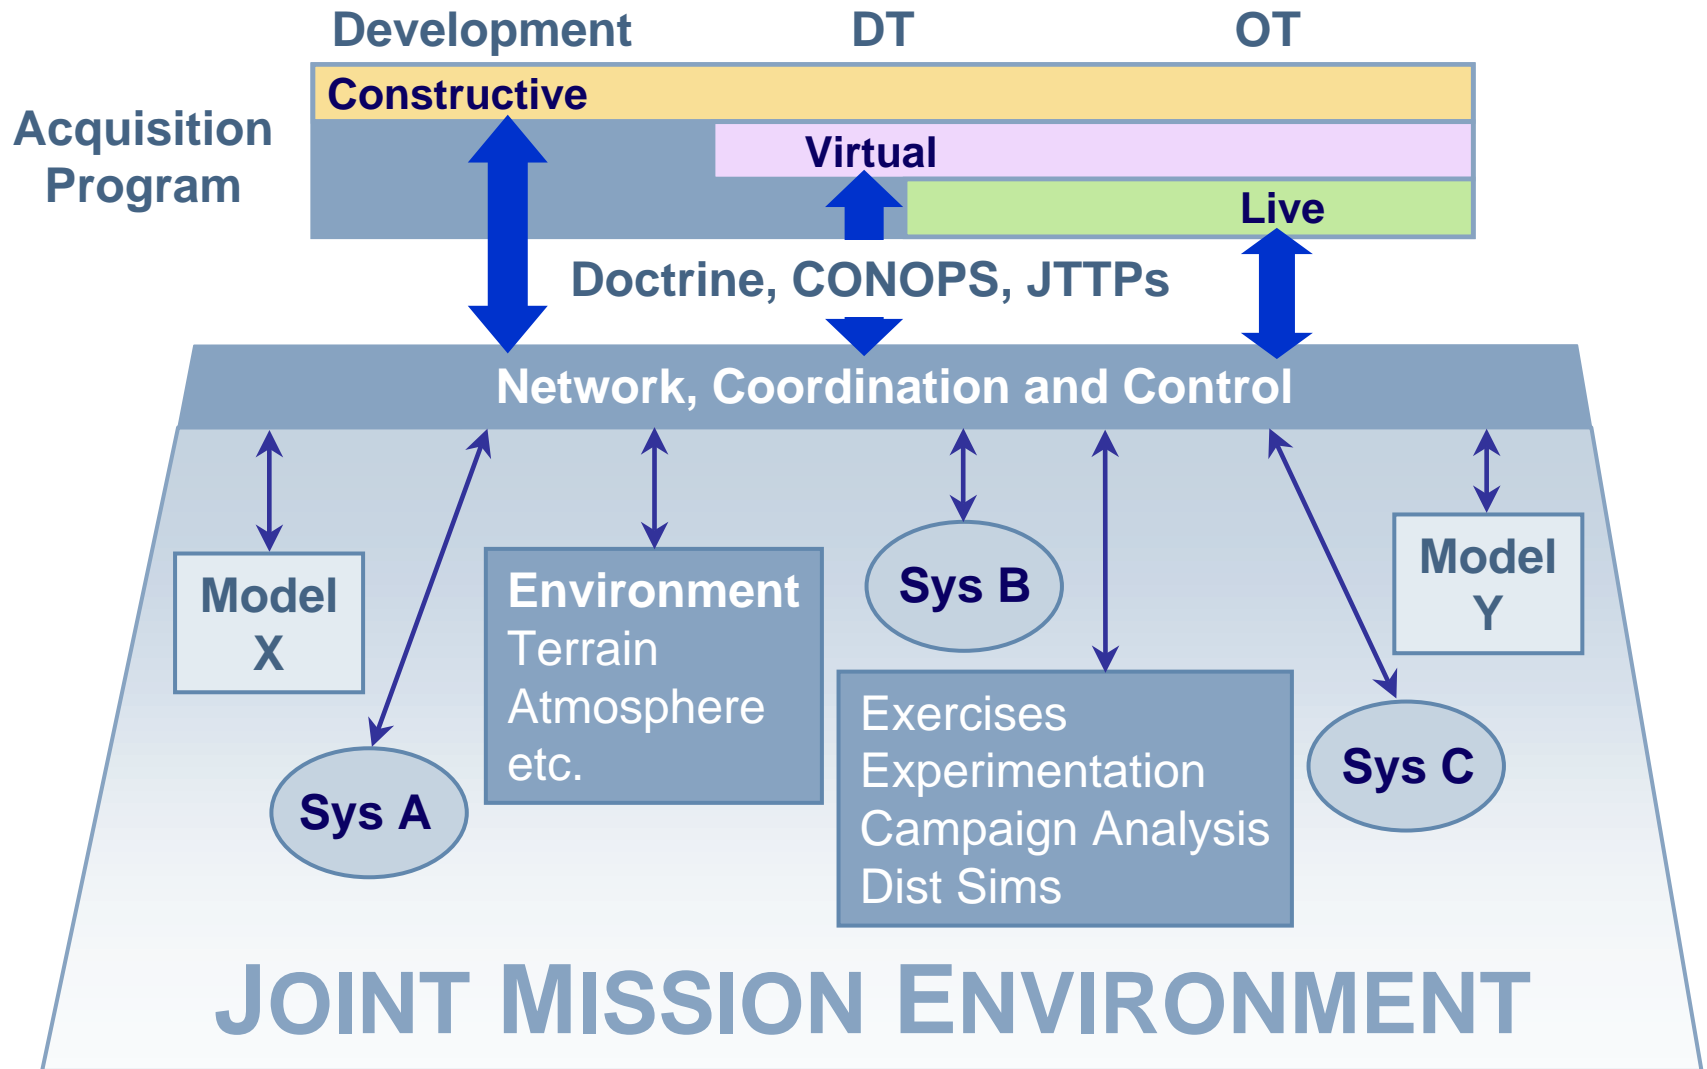 Development DT OT
Acquisition
Program
Constructive
Virtual
Live
Doctrine, CONOPS, JTTPs
Network, Coordination and Control
Model
X
Sys A
Environment
Terrain
Atmosphere
etc.
Sys B
Exercises
Experimentation
Campaign Analysis
Dist Sims
Sys C
Model
Y
JOINT MISSION ENVIRONMENT